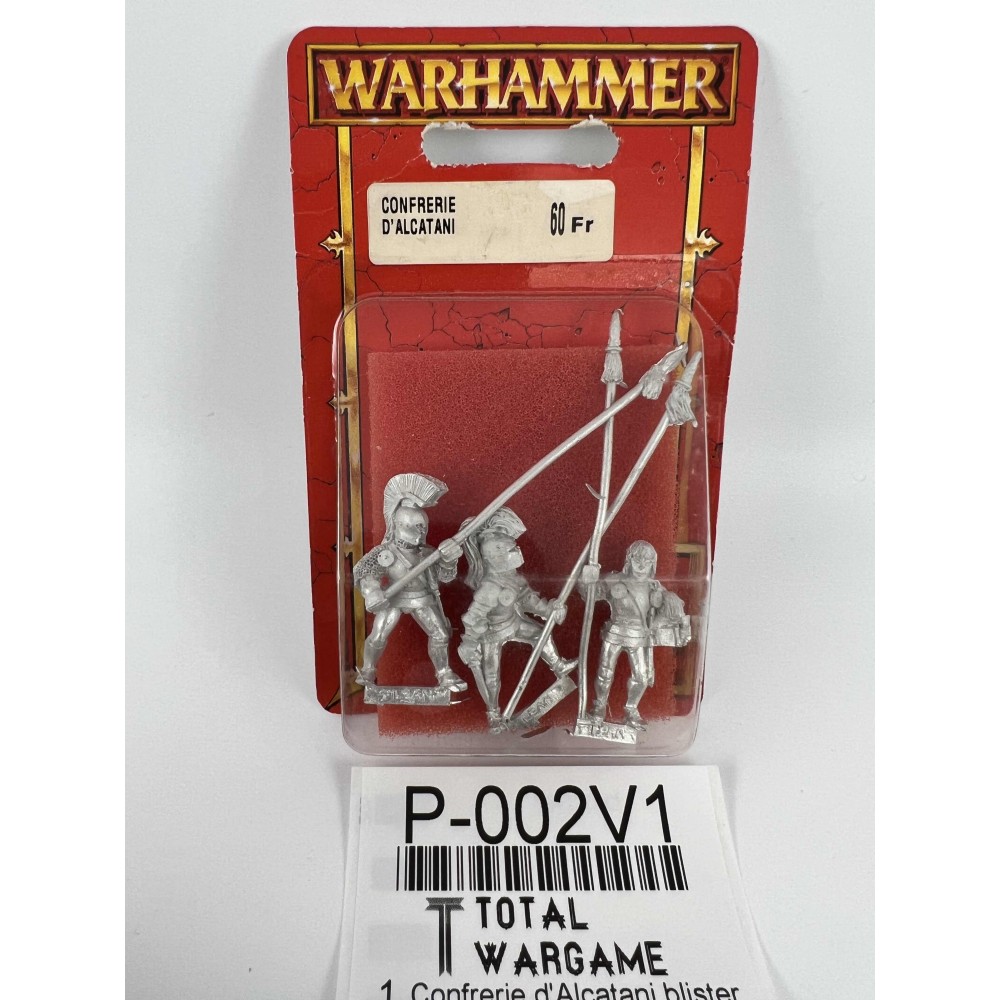 WARHAMMER
CONFRERIE
D'ALCATANI
60 Fr
P-002V1
TOTAL
WARGAME
1 Confrerie d'Alcatani blister